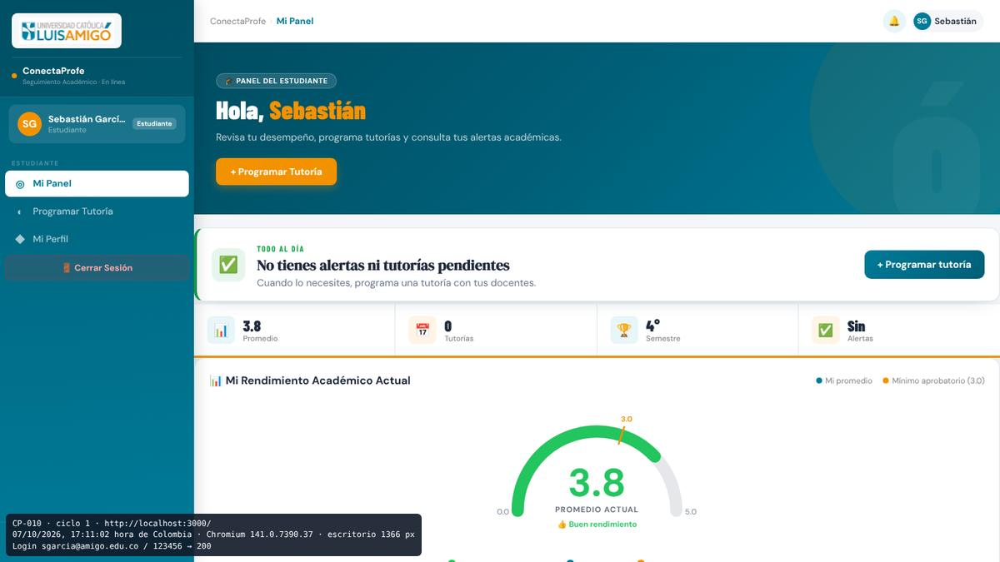 UNIVERSIDAD CATÓLICA
LUISAMIGÓ
ConectaProfe
Seguimiento Académico · En línea
SG
Sebastián Garcí...
Estudiante
Estudiante
ESTUDIANTE
Mi Panel
Programar Tutoría
Mi Perfil
Cerrar Sesión
ConectaProfe › Mi Panel
SG Sebastián
PANEL DEL ESTUDIANTE
Hola, Sebastián
Revisa tu desempeño, programa tutorías y consulta tus alertas académicas.
+ Programar Tutoría
ó
TODO AL DÍA
No tienes alertas ni tutorías pendientes
Cuando lo necesites, programa una tutoría con tus docentes.
+ Programar tutoría
3.8
Promedio
0
Tutorías
4°
Semestre
Sin
Alertas
Mi Rendimiento Académico Actual
Mi promedio
Mínimo aprobatorio (3.0)
3.0
3.8
0.0
PROMEDIO ACTUAL
5.0
Buen rendimiento
CP-010 · ciclo 1 · http://localhost:3000/
07/10/2026, 17:11:02 hora de Colombia · Chromium 141.0.7390.37 · escritorio 1366 px
Login sgarcia@amigo.edu.co / 123456 → 200